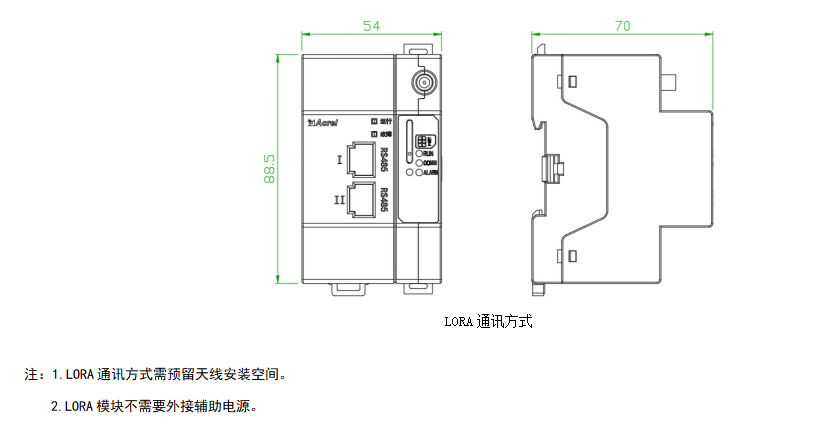 54
70
88.5
Acrel
运行
故障
I
RS485
II
RS485
RUN
COMM
ALARM
LORA 通讯方式
注：1.LORA 通讯方式需预留天线安装空间。
2.LORA 模块不需要外接辅助电源。